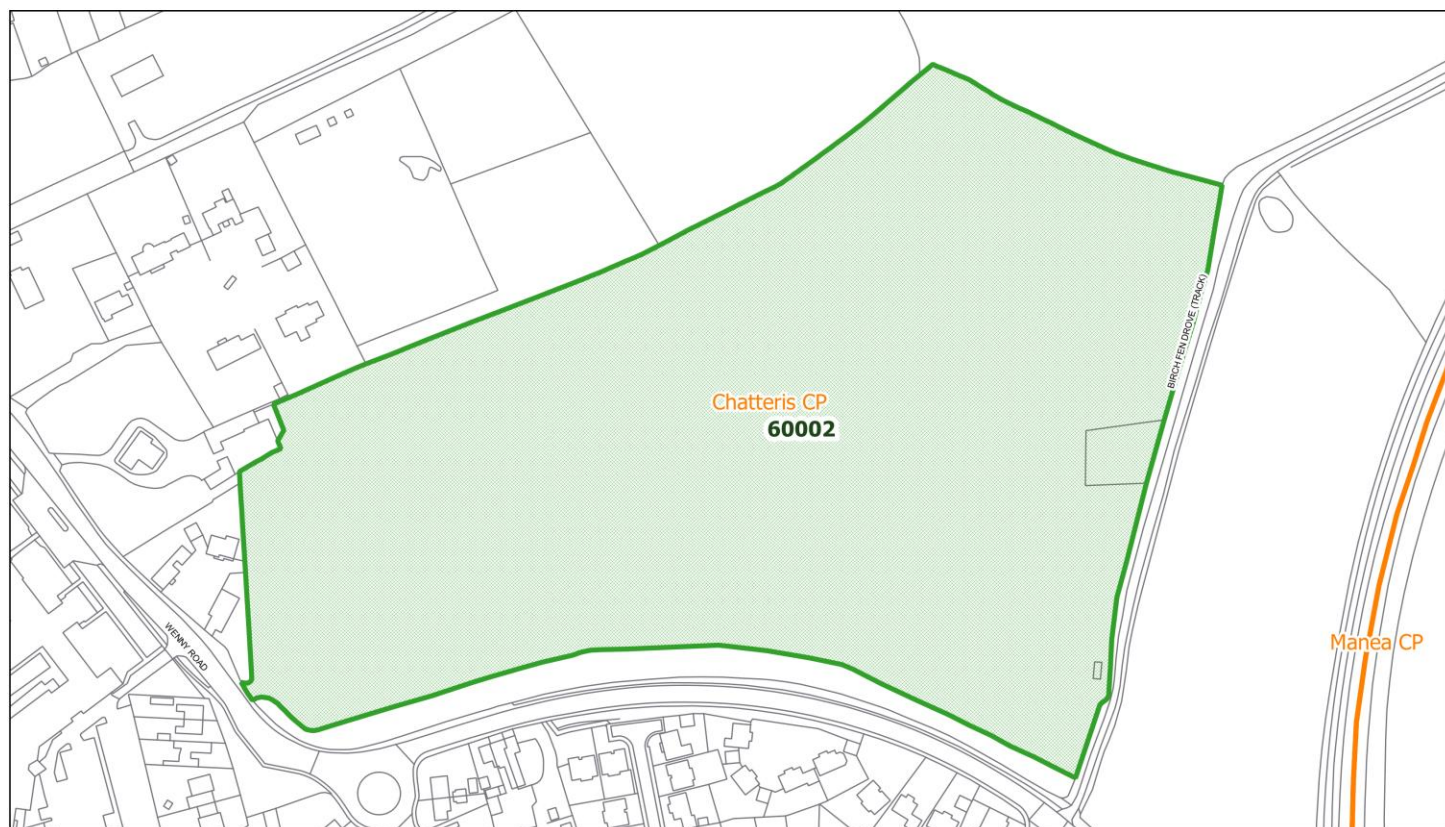 BIRCH FEN DROVE (TRACK)
Chatteris CP
60002
WENNY ROAD
Manea CP